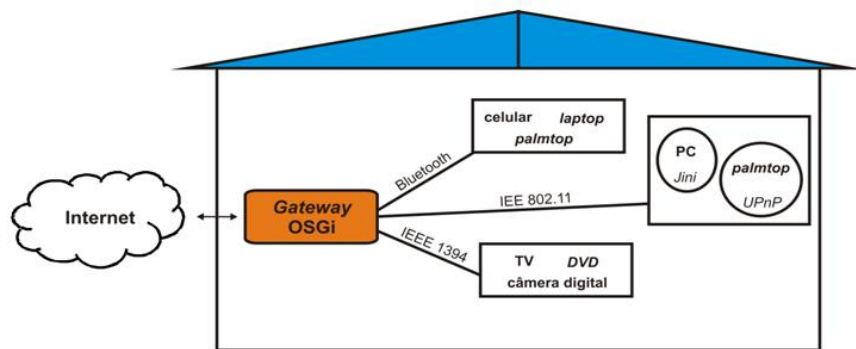 celular laptop
palmtop
Bluetooth
PC
Jini
palmtop
UPnP
IEE 802.11
Internet
Gateway
OSGi
IEEE 1394
TV DVD
câmera digital